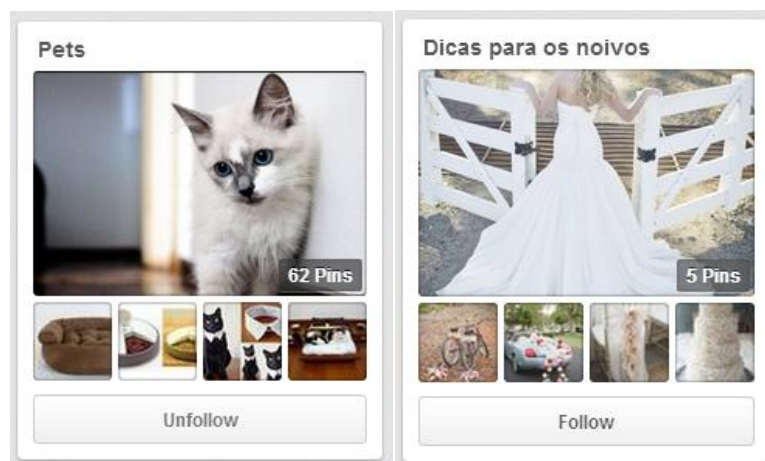 Pets
62 Pins
Unfollow
Dicas para os noivos
5 Pins
Follow